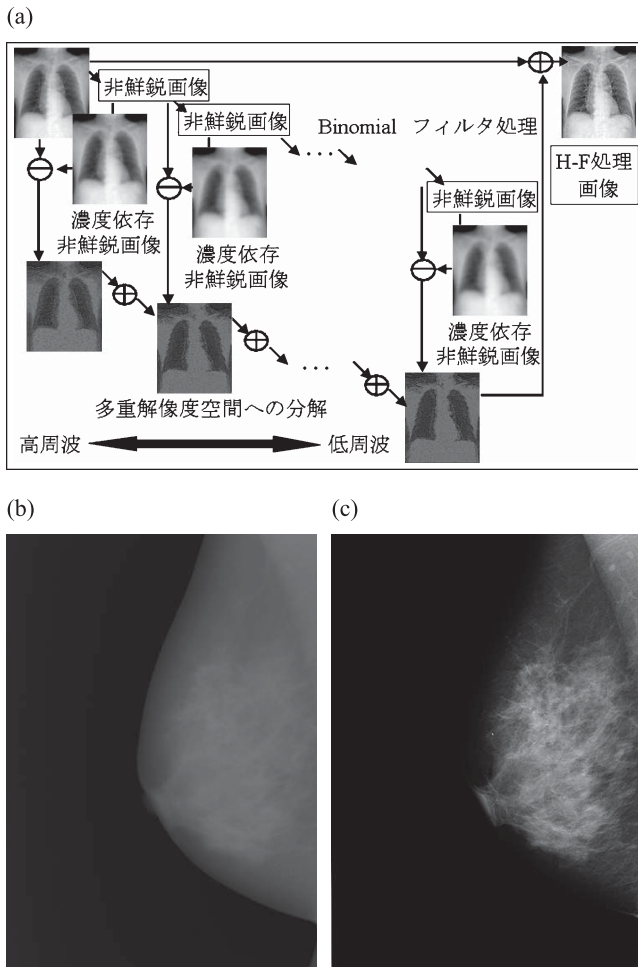 (a)
非鮮鋭画像
非鮮鋭画像
Binomial フィルタ処理
H-F処理
画像
非鮮鋭画像
濃度依存
非鮮鋭画像
濃度依存
非鮮鋭画像
濃度依存
非鮮鋭画像
多重解像度空間への分解
高周波
低周波
(b)
(c)